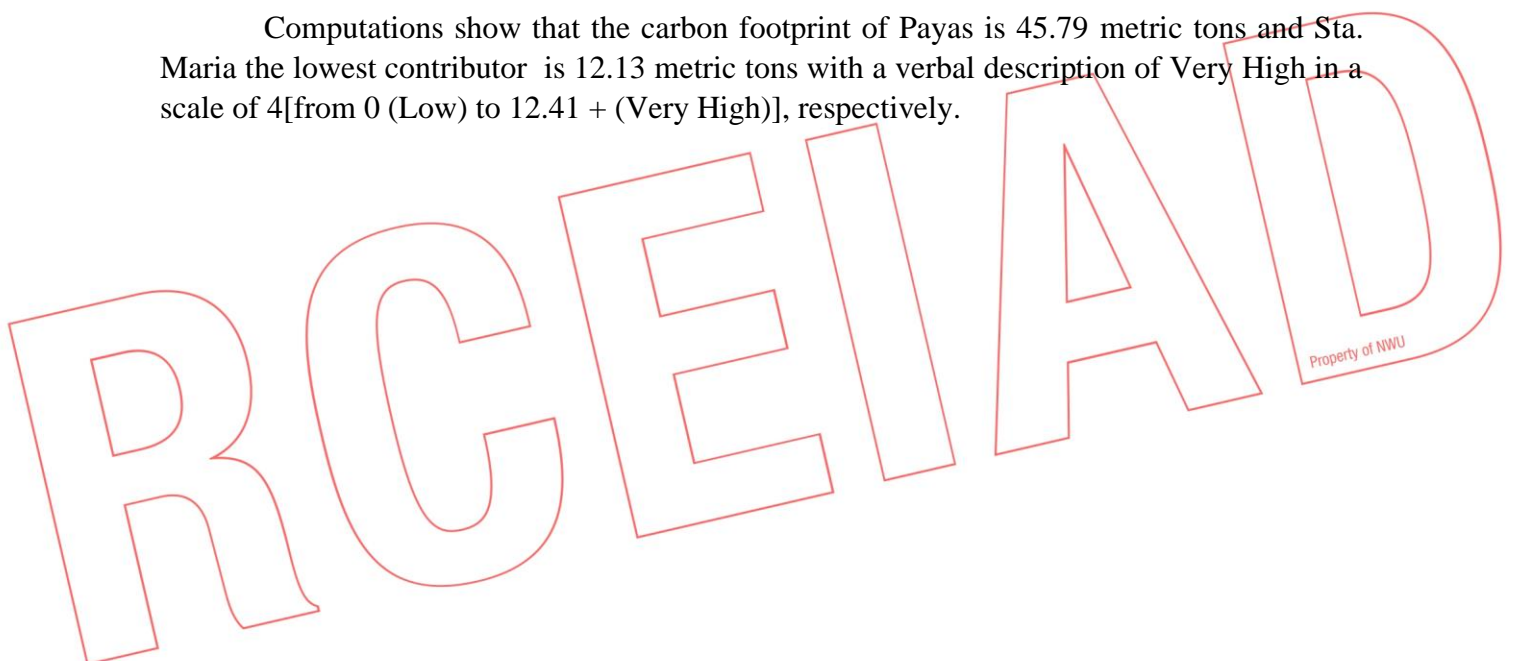 Computations show that the carbon footprint of Payas is 45.79 metric tons and Sta.
Maria the lowest contributor is 12.13 metric tons with a verbal description of Very High in a
scale of 4[from 0 (Low) to 12.41 + (Very High)], respectively.
RCEIAD
Property of NWU